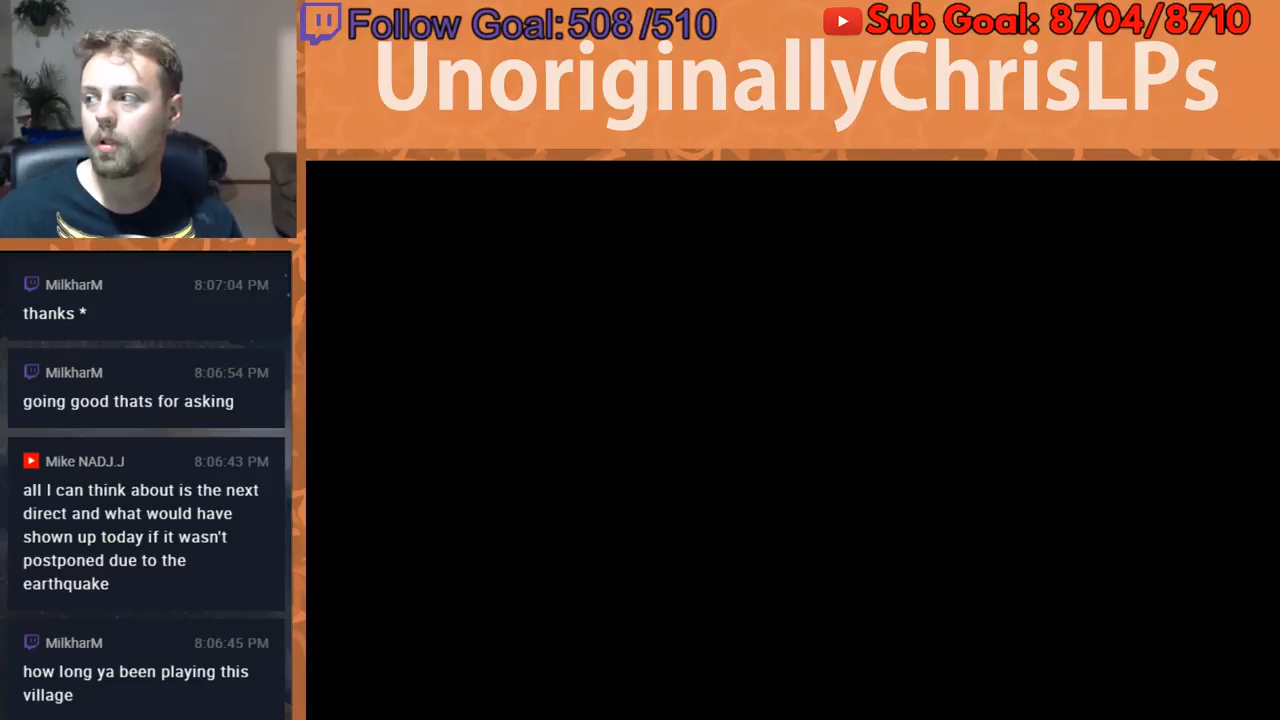 Follow Goal: 508 /510
Sub Goal: 8704/8710
UnoriginallyChrisLPs
MilkharM 8:07:04 PM
thanks *
MilkharM 8:06:54 PM
going good thats for asking
Mike NADJ.J 8:06:43 PM
all I can think about is the next
direct and what would have
shown up today if it wasn't
postponed due to the
earthquake
MilkharM 8:06:45 PM
how long ya been playing this
village